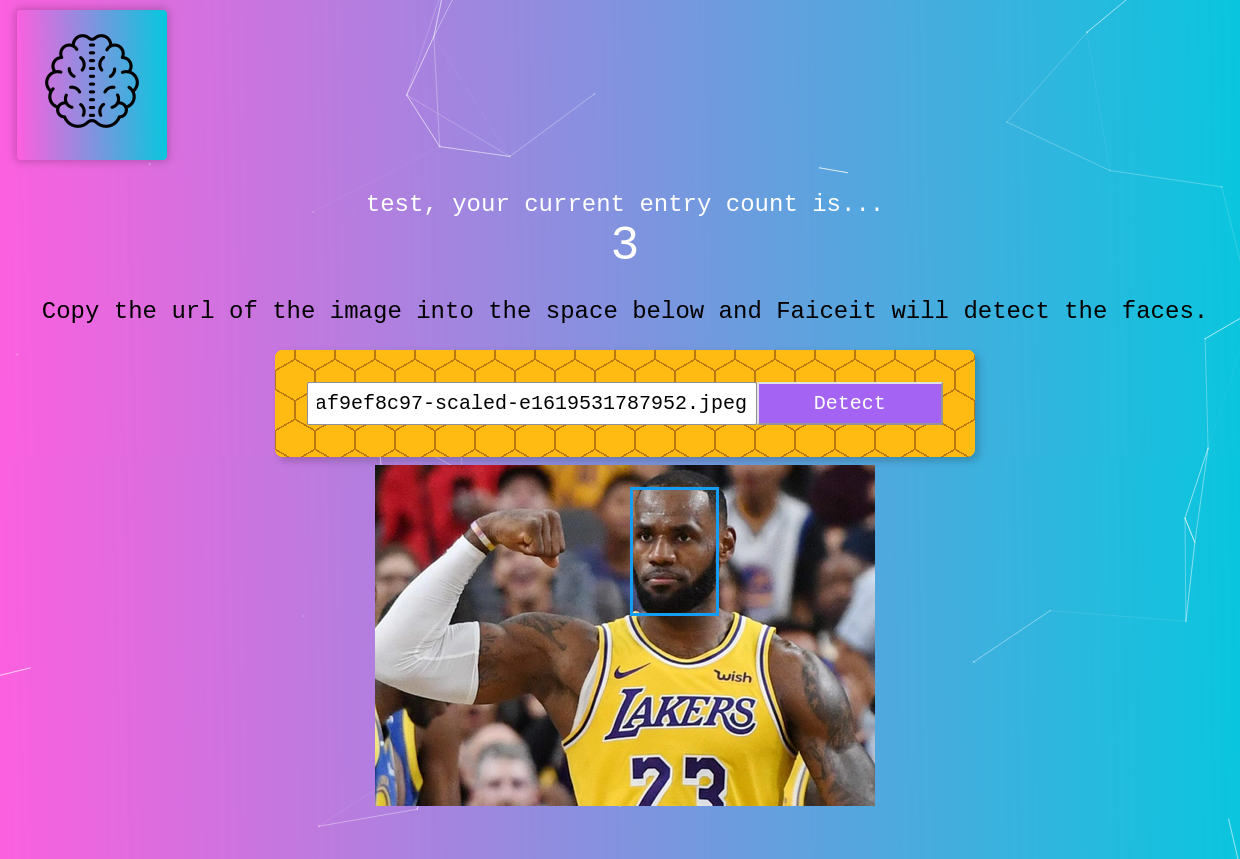 test, your current entry count is...
3
Copy the url of the image into the space below and Faiceit will detect the faces.
af9ef8c97-scaled-e1619531787952.jpeg
Detect
wish
LAKERS
23